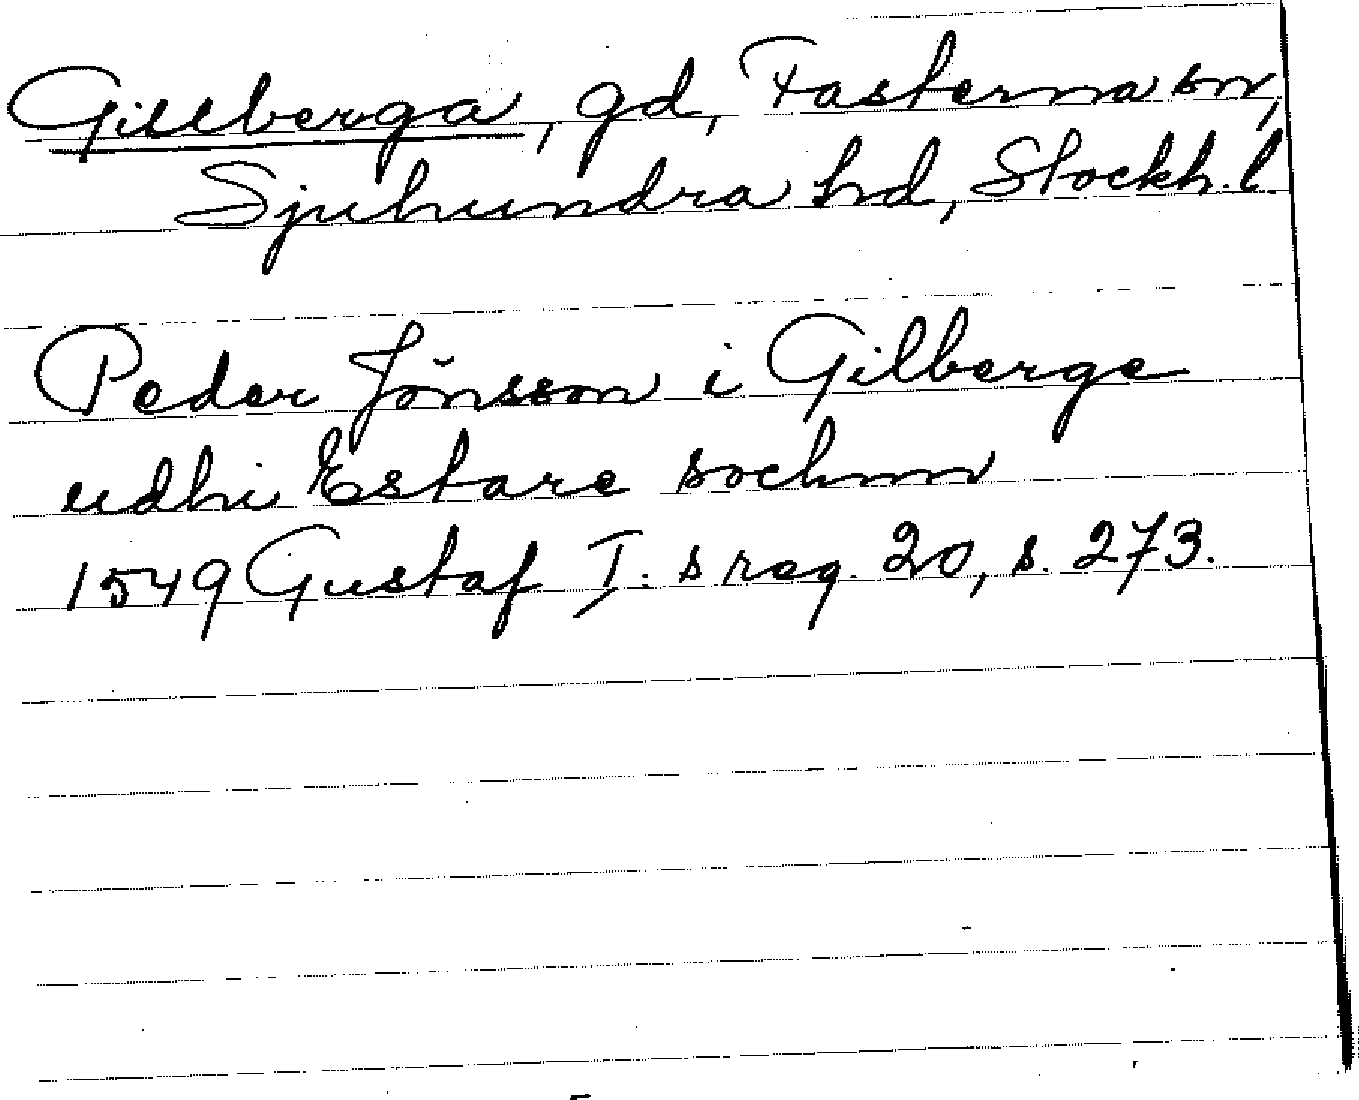 Gillberga, gd, Fasterna sn,
Sjuhundra hd, Stockh. l
Peder Jönsson i Gilberge
udhi Estare sochnn
1549 Gustaf I:s reg. 20, s. 273.